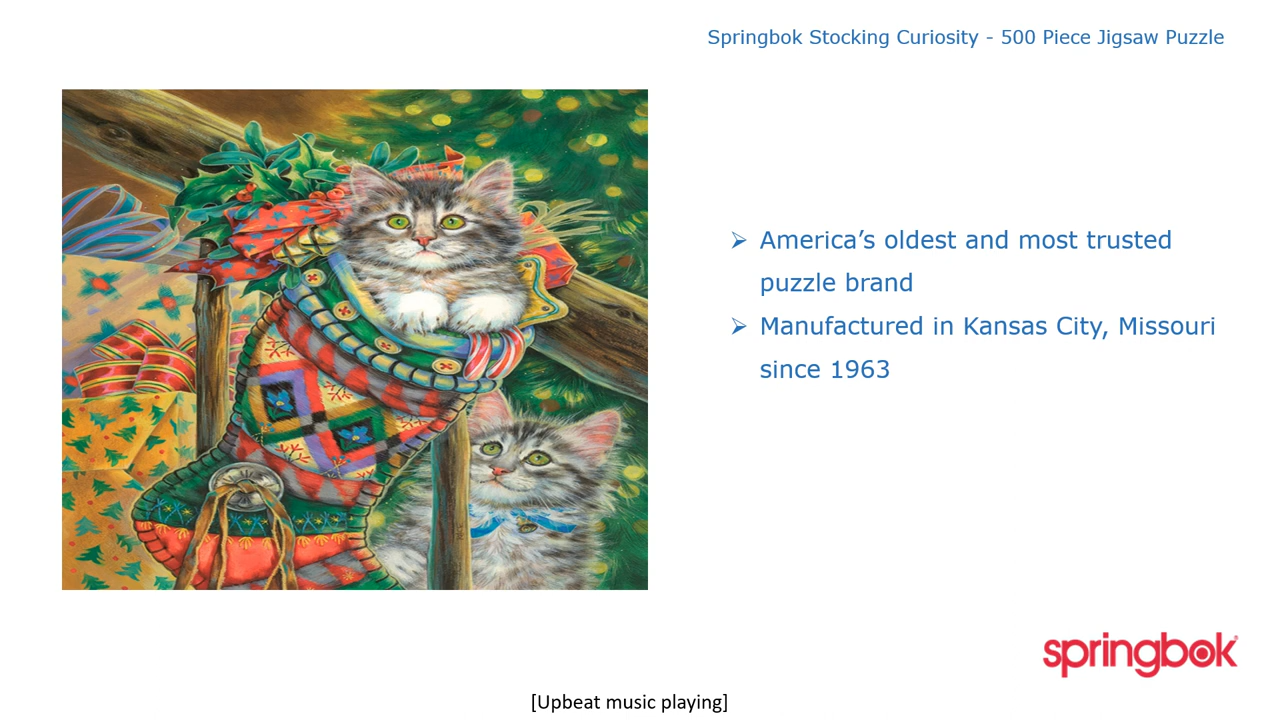 Springbok Stocking Curiosity - 500 Piece Jigsaw Puzzle
America’s oldest and most trusted
puzzle brand
Manufactured in Kansas City, Missouri
since 1963
springbok
[Upbeat music playing]